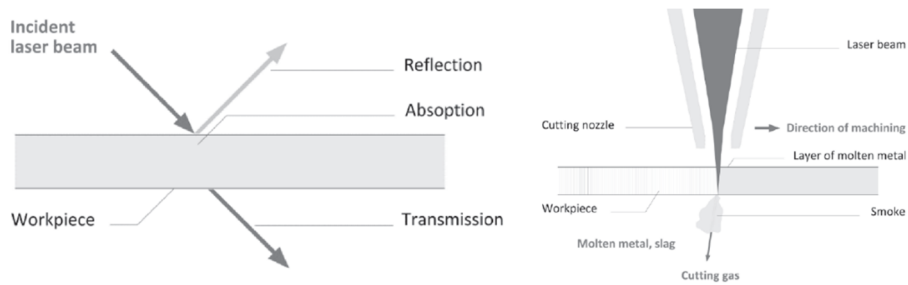 Incident
laser beam
Reflection
Absoption
Workpiece
Transmission
Laser beam
Cutting nozzle
Direction of machining
Layer of molten metal
Workpiece
Smoke
Molten metal, slag
Cutting gas